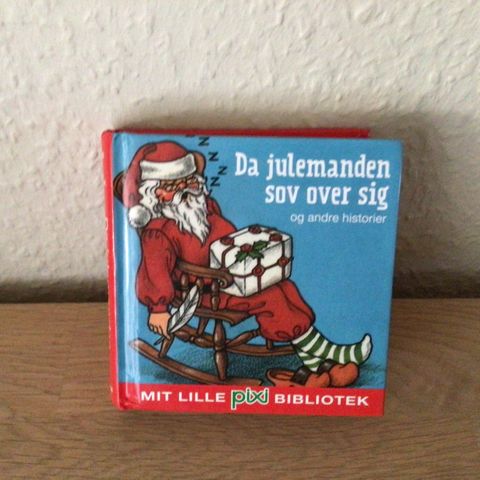 Z
Z
Z
Z
Da julemanden
sov over sig
og andre historier
MIT LILLE pixi BIBLIOTEK